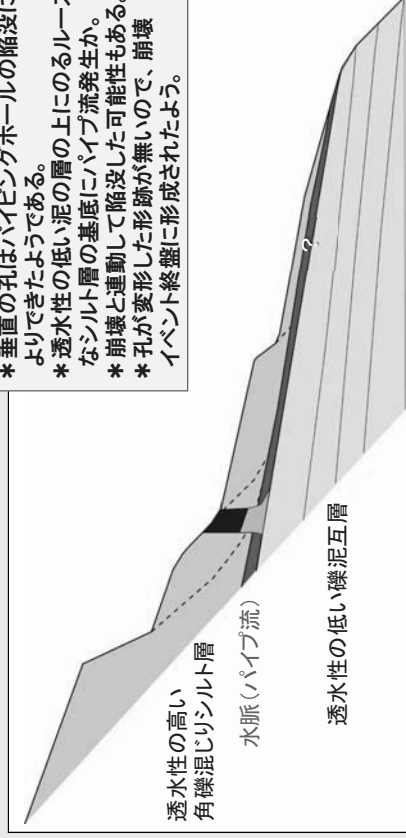 ＊垂直の孔はパイピングホールの陥没に
よりできたようである。
＊透水性の低い泥の層の上にのるルース
なシルト層の基底にパイプ流発生か。
＊崩壊と連動して陥没した可能性もある。
＊孔が変形した形跡が無いので、崩壊
イベント終盤に形成されたよう。
透水性の高い
角礫混じりシルト層
水脈(パイプ流)
透水性の低い礫泥互層
?